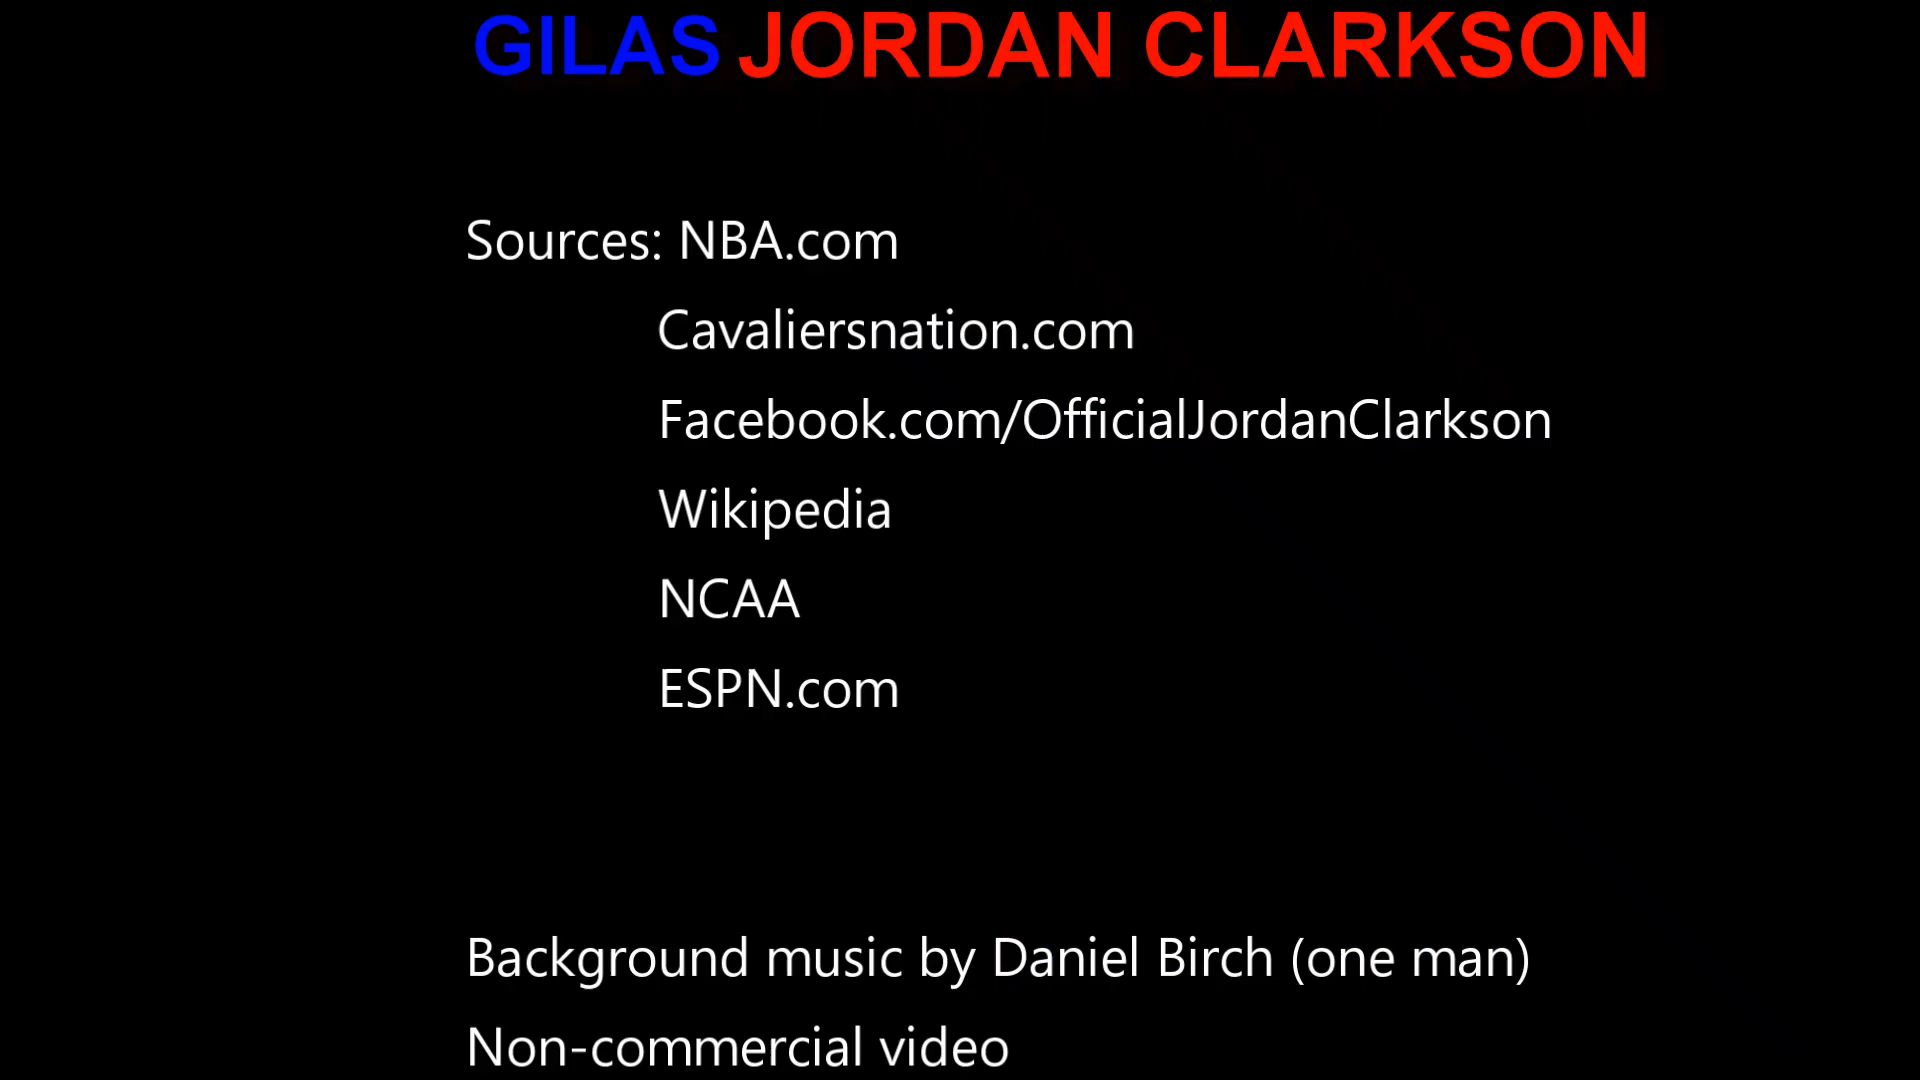 GILAS JORDAN CLARKSON
Sources: NBA.com
Cavaliersnation.com
Facebook.com/OfficialJordanClarkson
Wikipedia
NCAA
ESPN.com
Background music by Daniel Birch (one man)
Non-commercial video